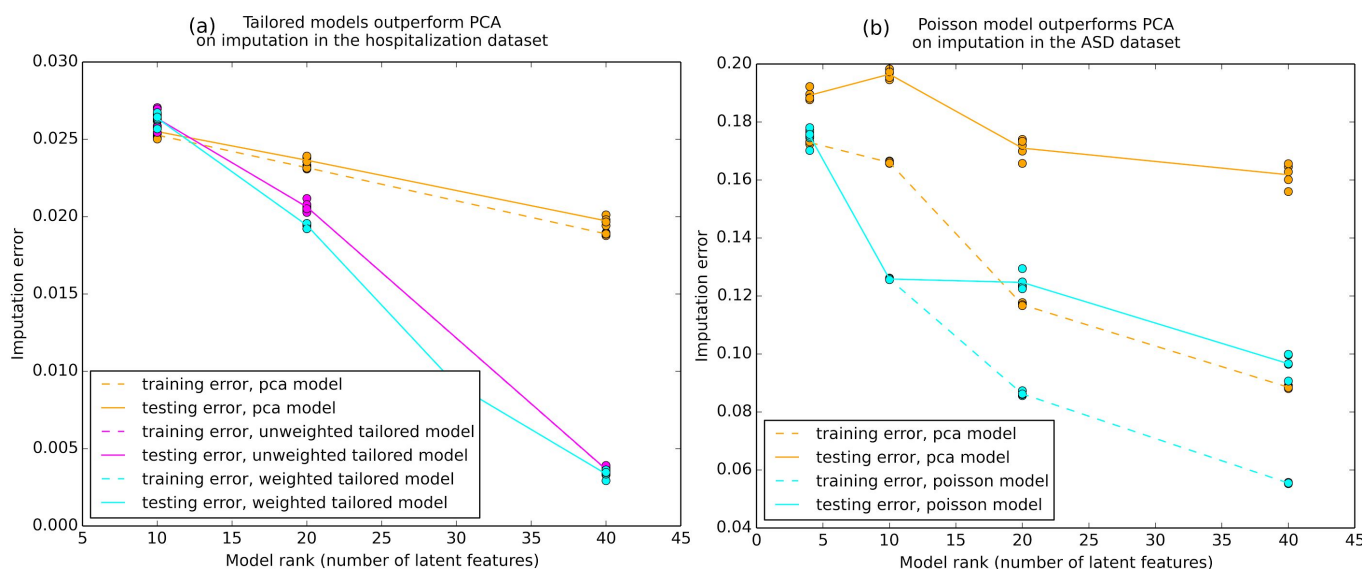 (a)
Tailored models outperform PCA
on imputation in the hospitalization dataset
0.030
0.025
0.020
0.015
0.010
0.005
0.000
Imputation error
training error, pca model
testing error, pca model
training error, unweighted tailored model
testing error, unweighted tailored model
training error, weighted tailored model
testing error, weighted tailored model
5 10 15 20 25 30 35 40 45
Model rank (number of latent features)
(b)
Poisson model outperforms PCA
on imputation in the ASD dataset
0.20
0.18
0.16
0.14
0.12
0.10
0.08
0.06
0.04
Imputation error
training error, pca model
testing error, pca model
training error, poisson model
testing error, poisson model
0 5 10 15 20 25 30 35 40 45
Model rank (number of latent features)